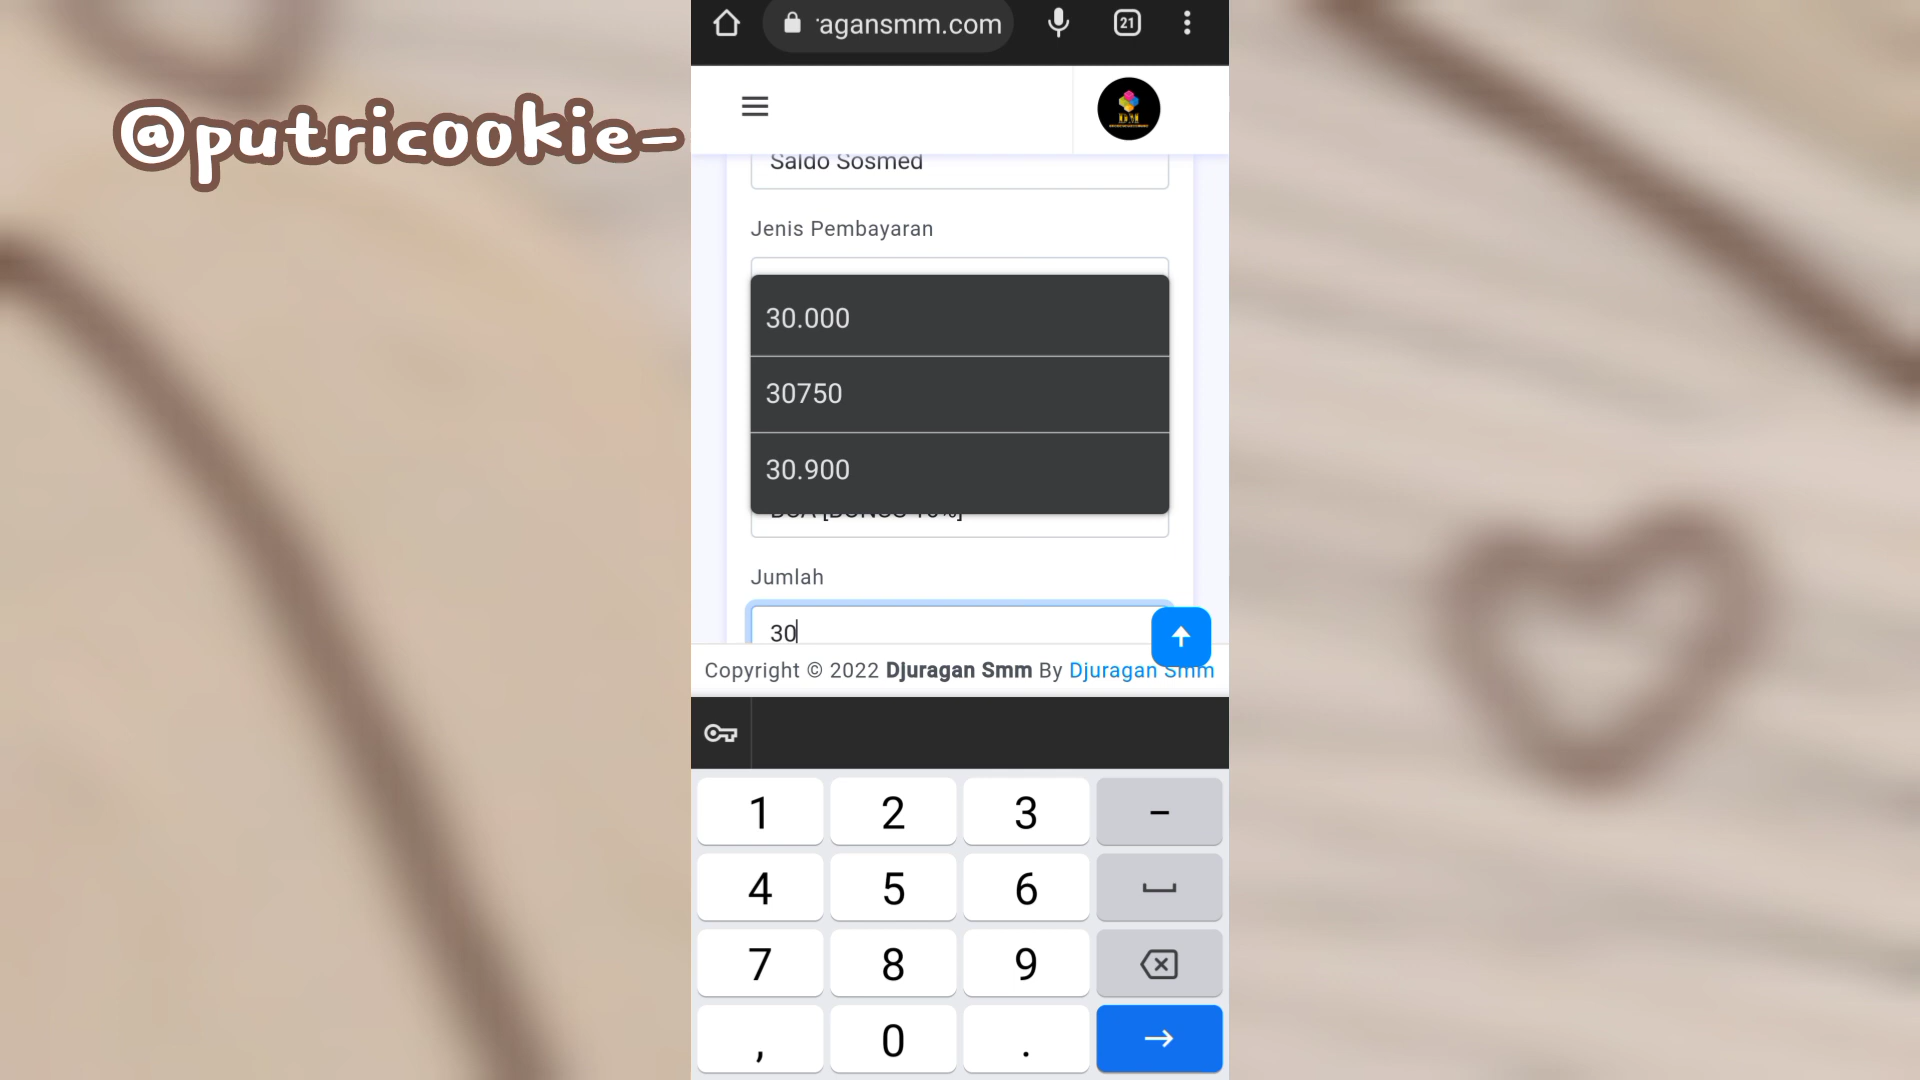 @putricookie-
agansmm.com
21
DM
Saldo Sosmed
Jenis Pembayaran
30.000
30750
30.900
Jumlah
30
Copyright © 2022 Djuragan Smm By Djuragan Smm
1 2 3 -
4 5 6
7 8 9
, 0 .